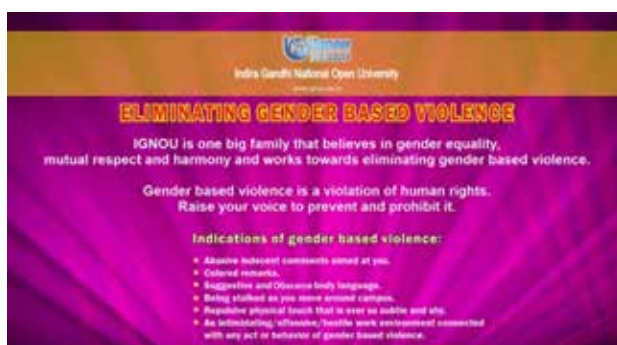 Indira Gandhi National Open University
ELIMINATING GENDER BASED VIOLENCE
IGNOU is one big family that believes in gender equality,
mutual respect and harmony and works towards eliminating gender based violence.
Gender based violence is a violation of human rights.
Raise your voice to prevent and prohibit it.
Indications of gender based violence:
Abusive indecent comments aimed at you.
Colored remarks.
Suggestive and Obscene body language.
Being stalked as you move around campus.
Repulsive physical touch that is ever so subtle and sly.
An intimidating/offensive/hostile work environment connected
with any act or behavior of gender based violence.